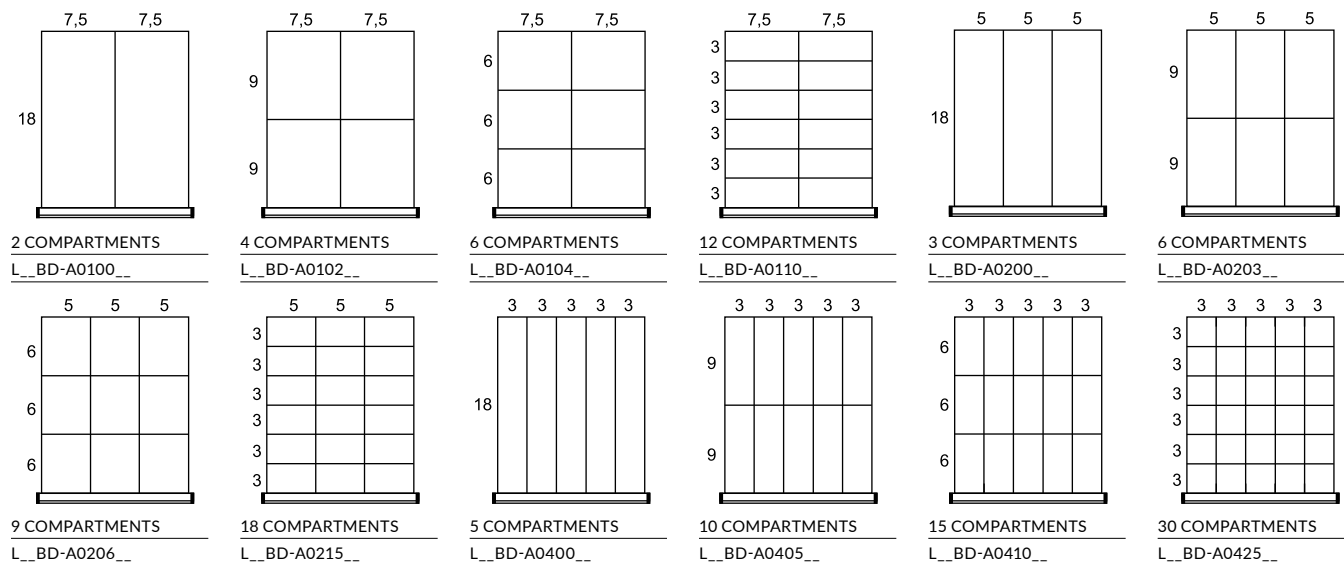 7,5 7,5
18
2 COMPARTMENTS
L__BD-A0100__
7,5 7,5
9
9
4 COMPARTMENTS
L__BD-A0102__
7,5 7,5
6
6
6
6 COMPARTMENTS
L__BD-A0104__
7,5 7,5
3
3
3
3
3
3
12 COMPARTMENTS
L__BD-A0110__
5 5 5
18
3 COMPARTMENTS
L__BD-A0200__
5 5 5
9
9
6 COMPARTMENTS
L__BD-A0203__
5 5 5
6
6
6
9 COMPARTMENTS
L__BD-A0206__
5 5 5
3
3
3
3
3
3
18 COMPARTMENTS
L__BD-A0215__
3 3 3 3 3
18
5 COMPARTMENTS
L__BD-A0400__
3 3 3 3 3
9
9
10 COMPARTMENTS
L__BD-A0405__
3 3 3 3 3
6
6
6
15 COMPARTMENTS
L__BD-A0410__
3 3 3 3 3
3
3
3
3
3
3
30 COMPARTMENTS
L__BD-A0425__